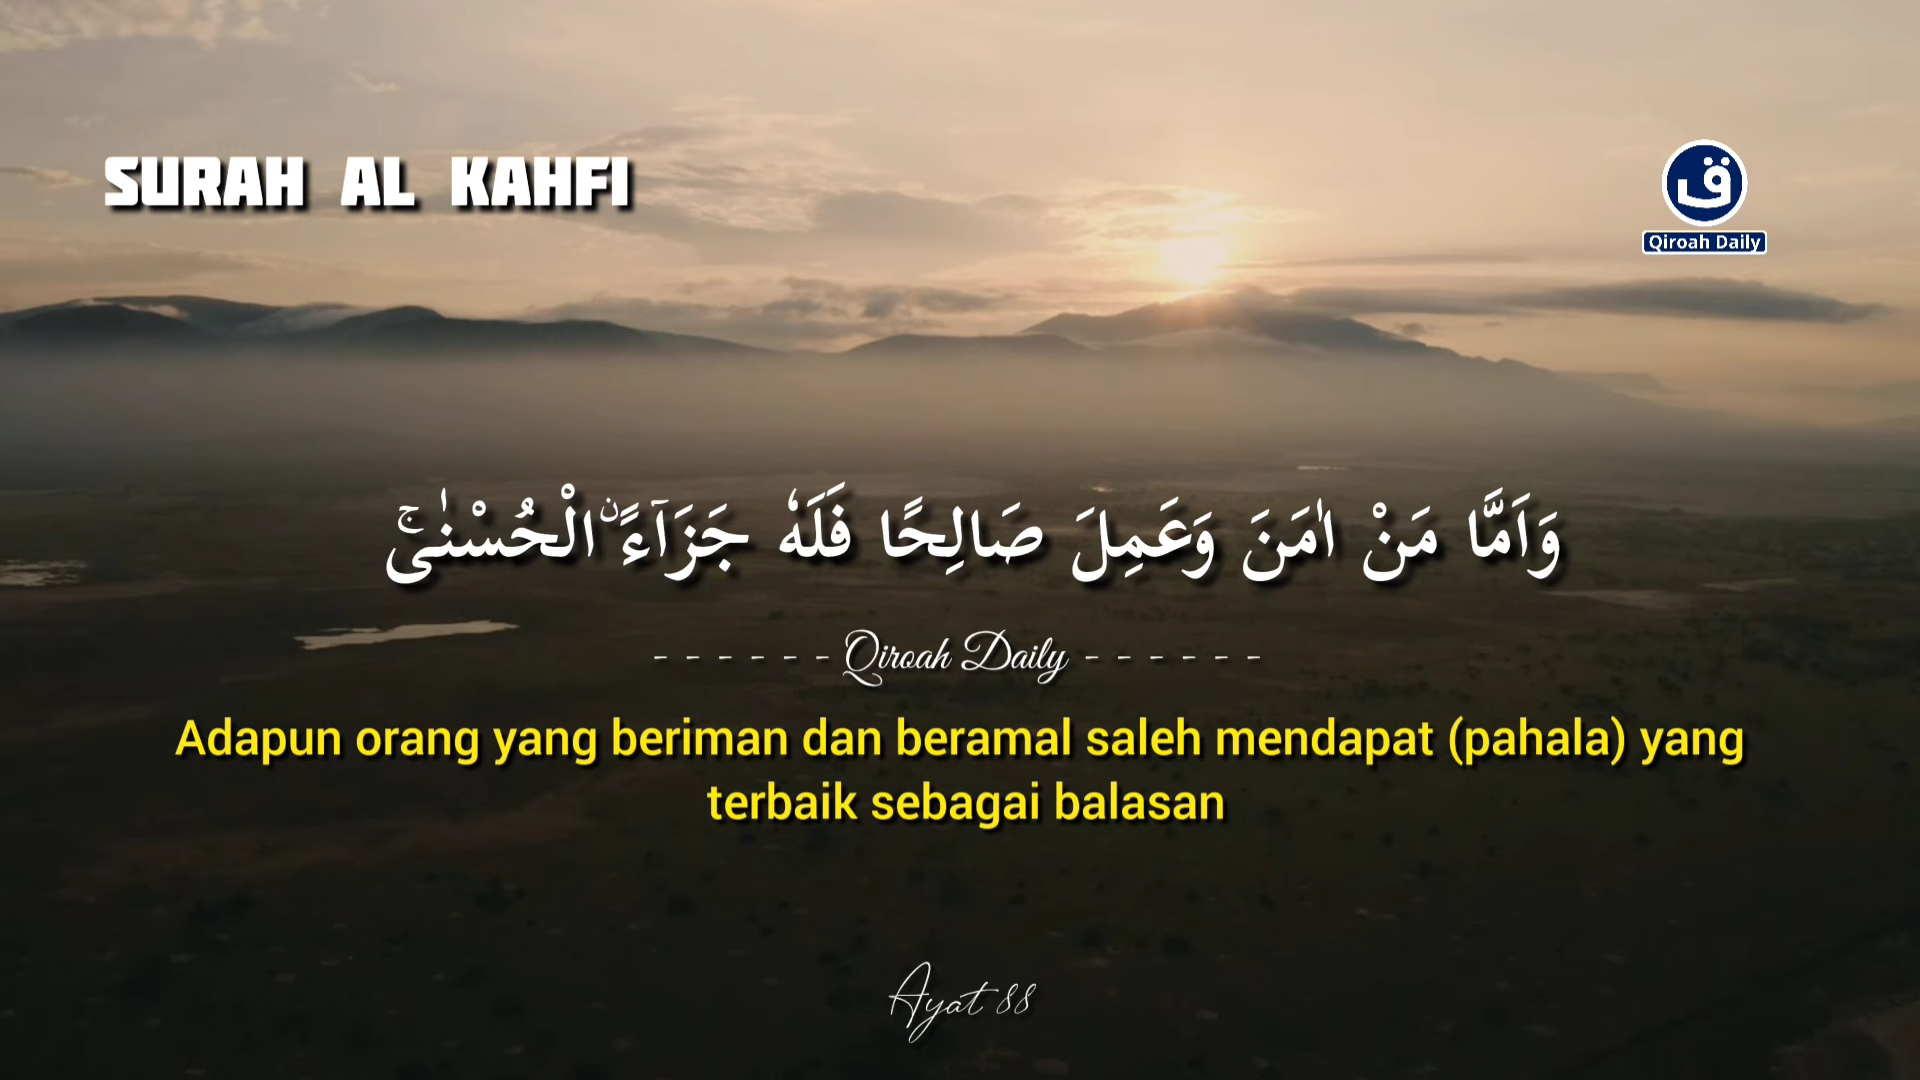 SURAH AL KAHFI
ق
Qiroah Daily
وَاَمَّا مَنْ اٰمَنَ وَعَمِلَ صَالِحًا فَلَهٗ جَزَاۤءً ۨالْحُسْنٰىۚ
- - - - - - Qiroah Daily - - - - - -
Adapun orang yang beriman dan beramal saleh mendapat (pahala) yang
terbaik sebagai balasan
Ayat 88